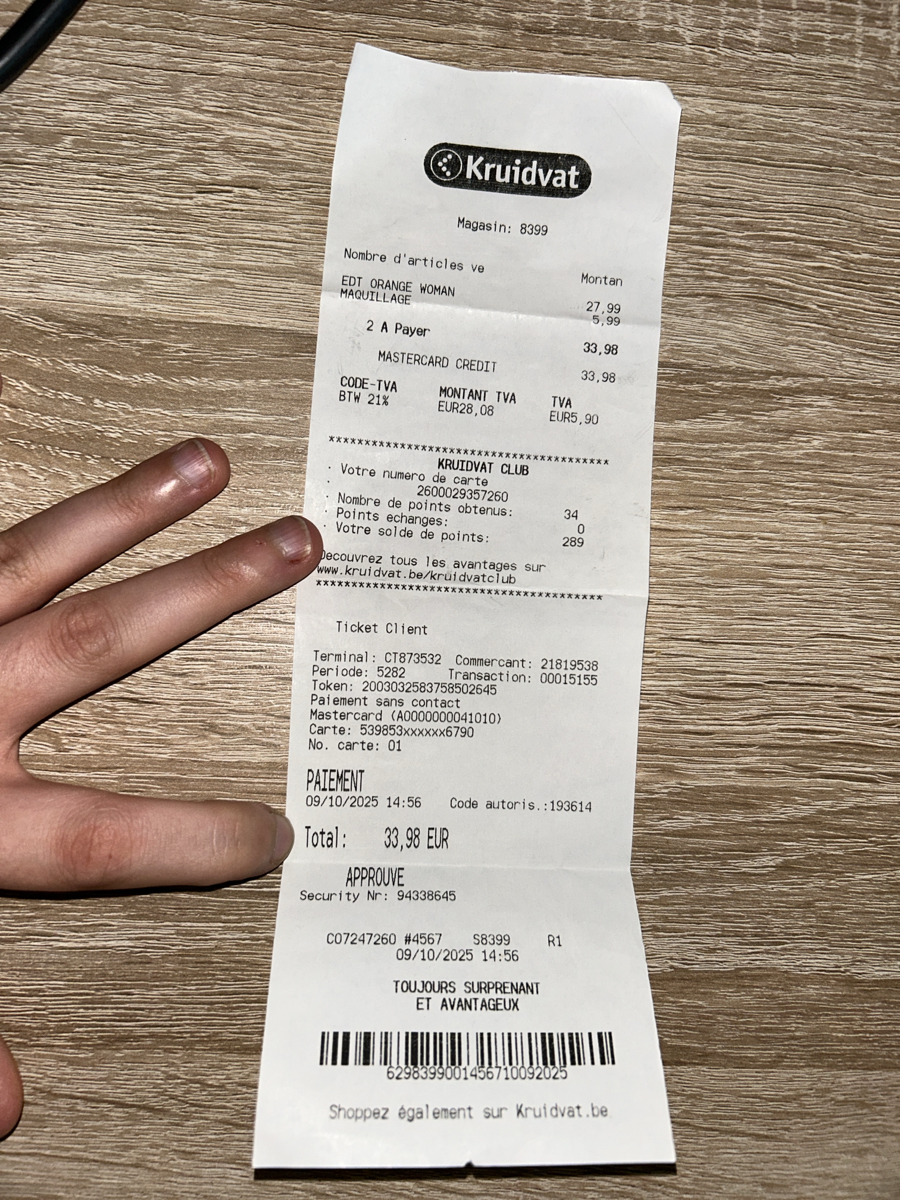 Kruidvat
Magasin: 8399
Nombre d'articles ve Montan
EDT ORANGE WOMAN 27,99
MAQUILLAGE 5,99
2 A Payer 33,98
MASTERCARD CREDIT 33,98
CODE-TVA MONTANT TVA TVA
BTW 21% EUR28,08 EUR5,90
****************************************
KRUIDVAT CLUB
· Votre numero de carte
· 2600029357260
· Nombre de points obtenus: 34
· Points echanges: 0
· Votre solde de points: 289
Decouvrez tous les avantages sur
www.kruidvat.be/kruidvatclub
****************************************
Ticket Client
Terminal: CT873532 Commercant: 21819538
Periode: 5282 Transaction: 00015155
Token: 2003032583758502645
Paiement sans contact
Mastercard (A0000000041010)
Carte: 539853xxxxxx6790
No. carte: 01
PAIEMENT
09/10/2025 14:56 Code autoris.:193614
Total: 33,98 EUR
APPROUVE
Security Nr: 94338645
C07247260 #4567 S8399 R1
09/10/2025 14:56
TOUJOURS SURPRENANT
ET AVANTAGEUX
6298399001456710092025
Shoppez également sur Kruidvat.be